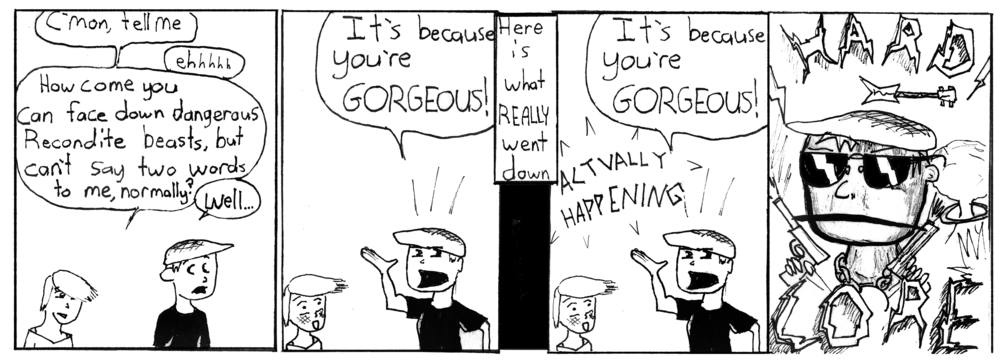 C'mon, tell me
ehhhhh
How come you
can face down dangerous
Recondite beasts, but
can't say two words
to me, normally?
Well...
It's because
you're
GORGEOUS!
Here
is
what
REALLY
went
down
It's because
you're
GORGEOUS!
ACTUALLY
HAPPENING
HARD
CORE